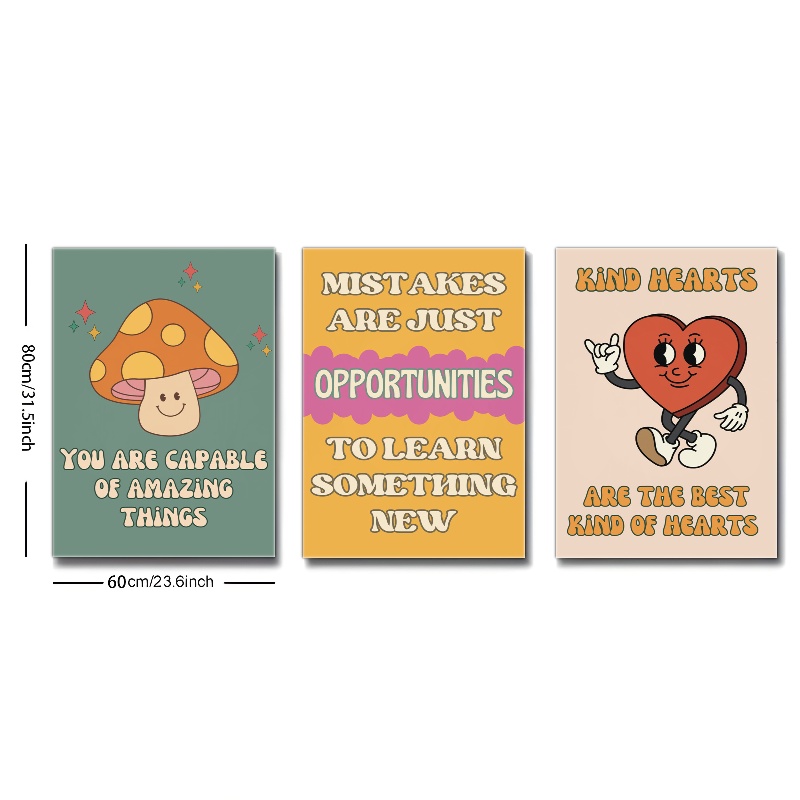 80cm/31.5inch
YOU ARE CAPABLE
OF AMAZING
THINGS
60cm/23.6inch
MISTAKES
ARE JUST
OPPORTUNITIES
TO LEARN
SOMETHING
NEW
KIND HEARTS
ARE THE BEST
KIND OF HEARTS